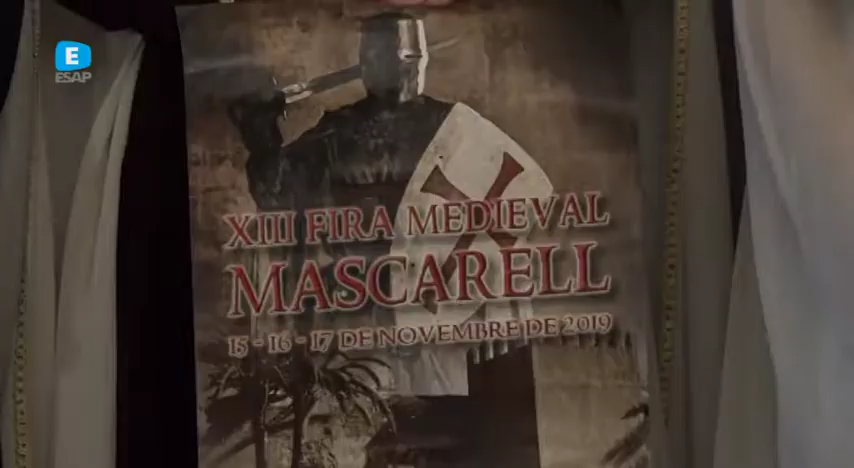 E
ESAP
XIII FIRA MEDIEVAL
MASCARELL
15 - 16 - 17 DE NOVEMBRE DE 2019